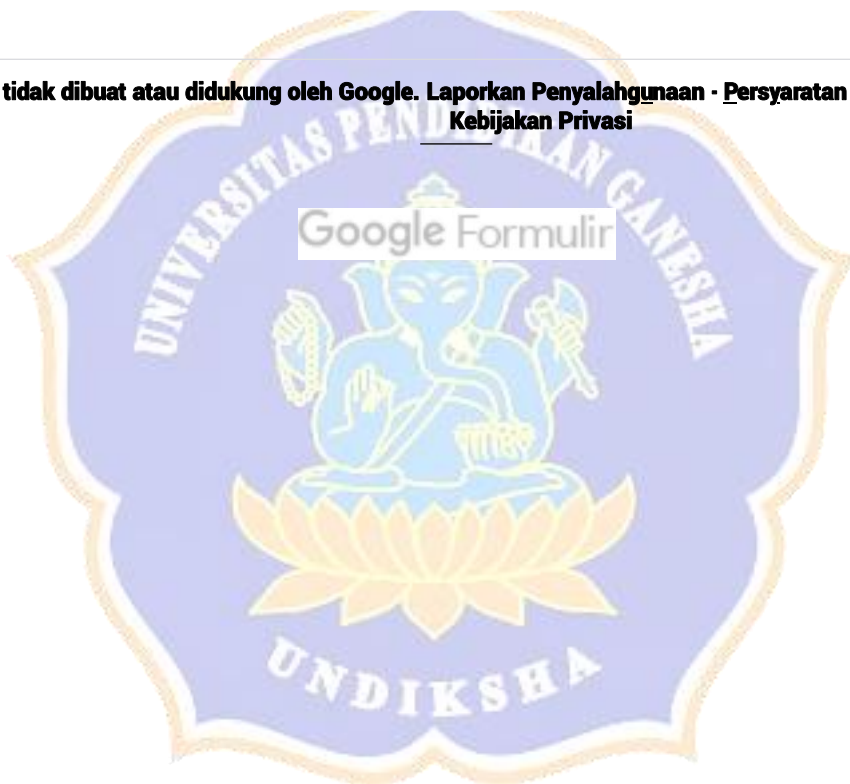 tidak dibuat atau didukung oleh Google. Laporkan Penyalahgunaan - Persyaratan
Kebijakan Privasi
UNIVERSITAS PENDIDIKAN GANESHA
Google Formulir
UNDIKSHA